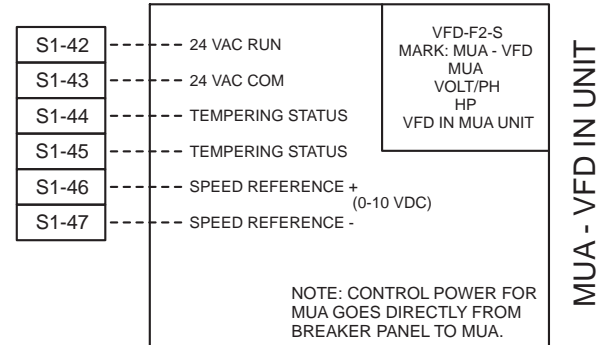 S1-42 24 VAC RUN
S1-43 24 VAC COM
S1-44 TEMPERING STATUS
S1-45 TEMPERING STATUS
S1-46 SPEED REFERENCE +
(0-10 VDC)
S1-47 SPEED REFERENCE -
VFD-F2-S
MARK: MUA - VFD
MUA
VOLT/PH
HP
VFD IN MUA UNIT
NOTE: CONTROL POWER FOR
MUA GOES DIRECTLY FROM
BREAKER PANEL TO MUA.
MUA - VFD IN UNIT